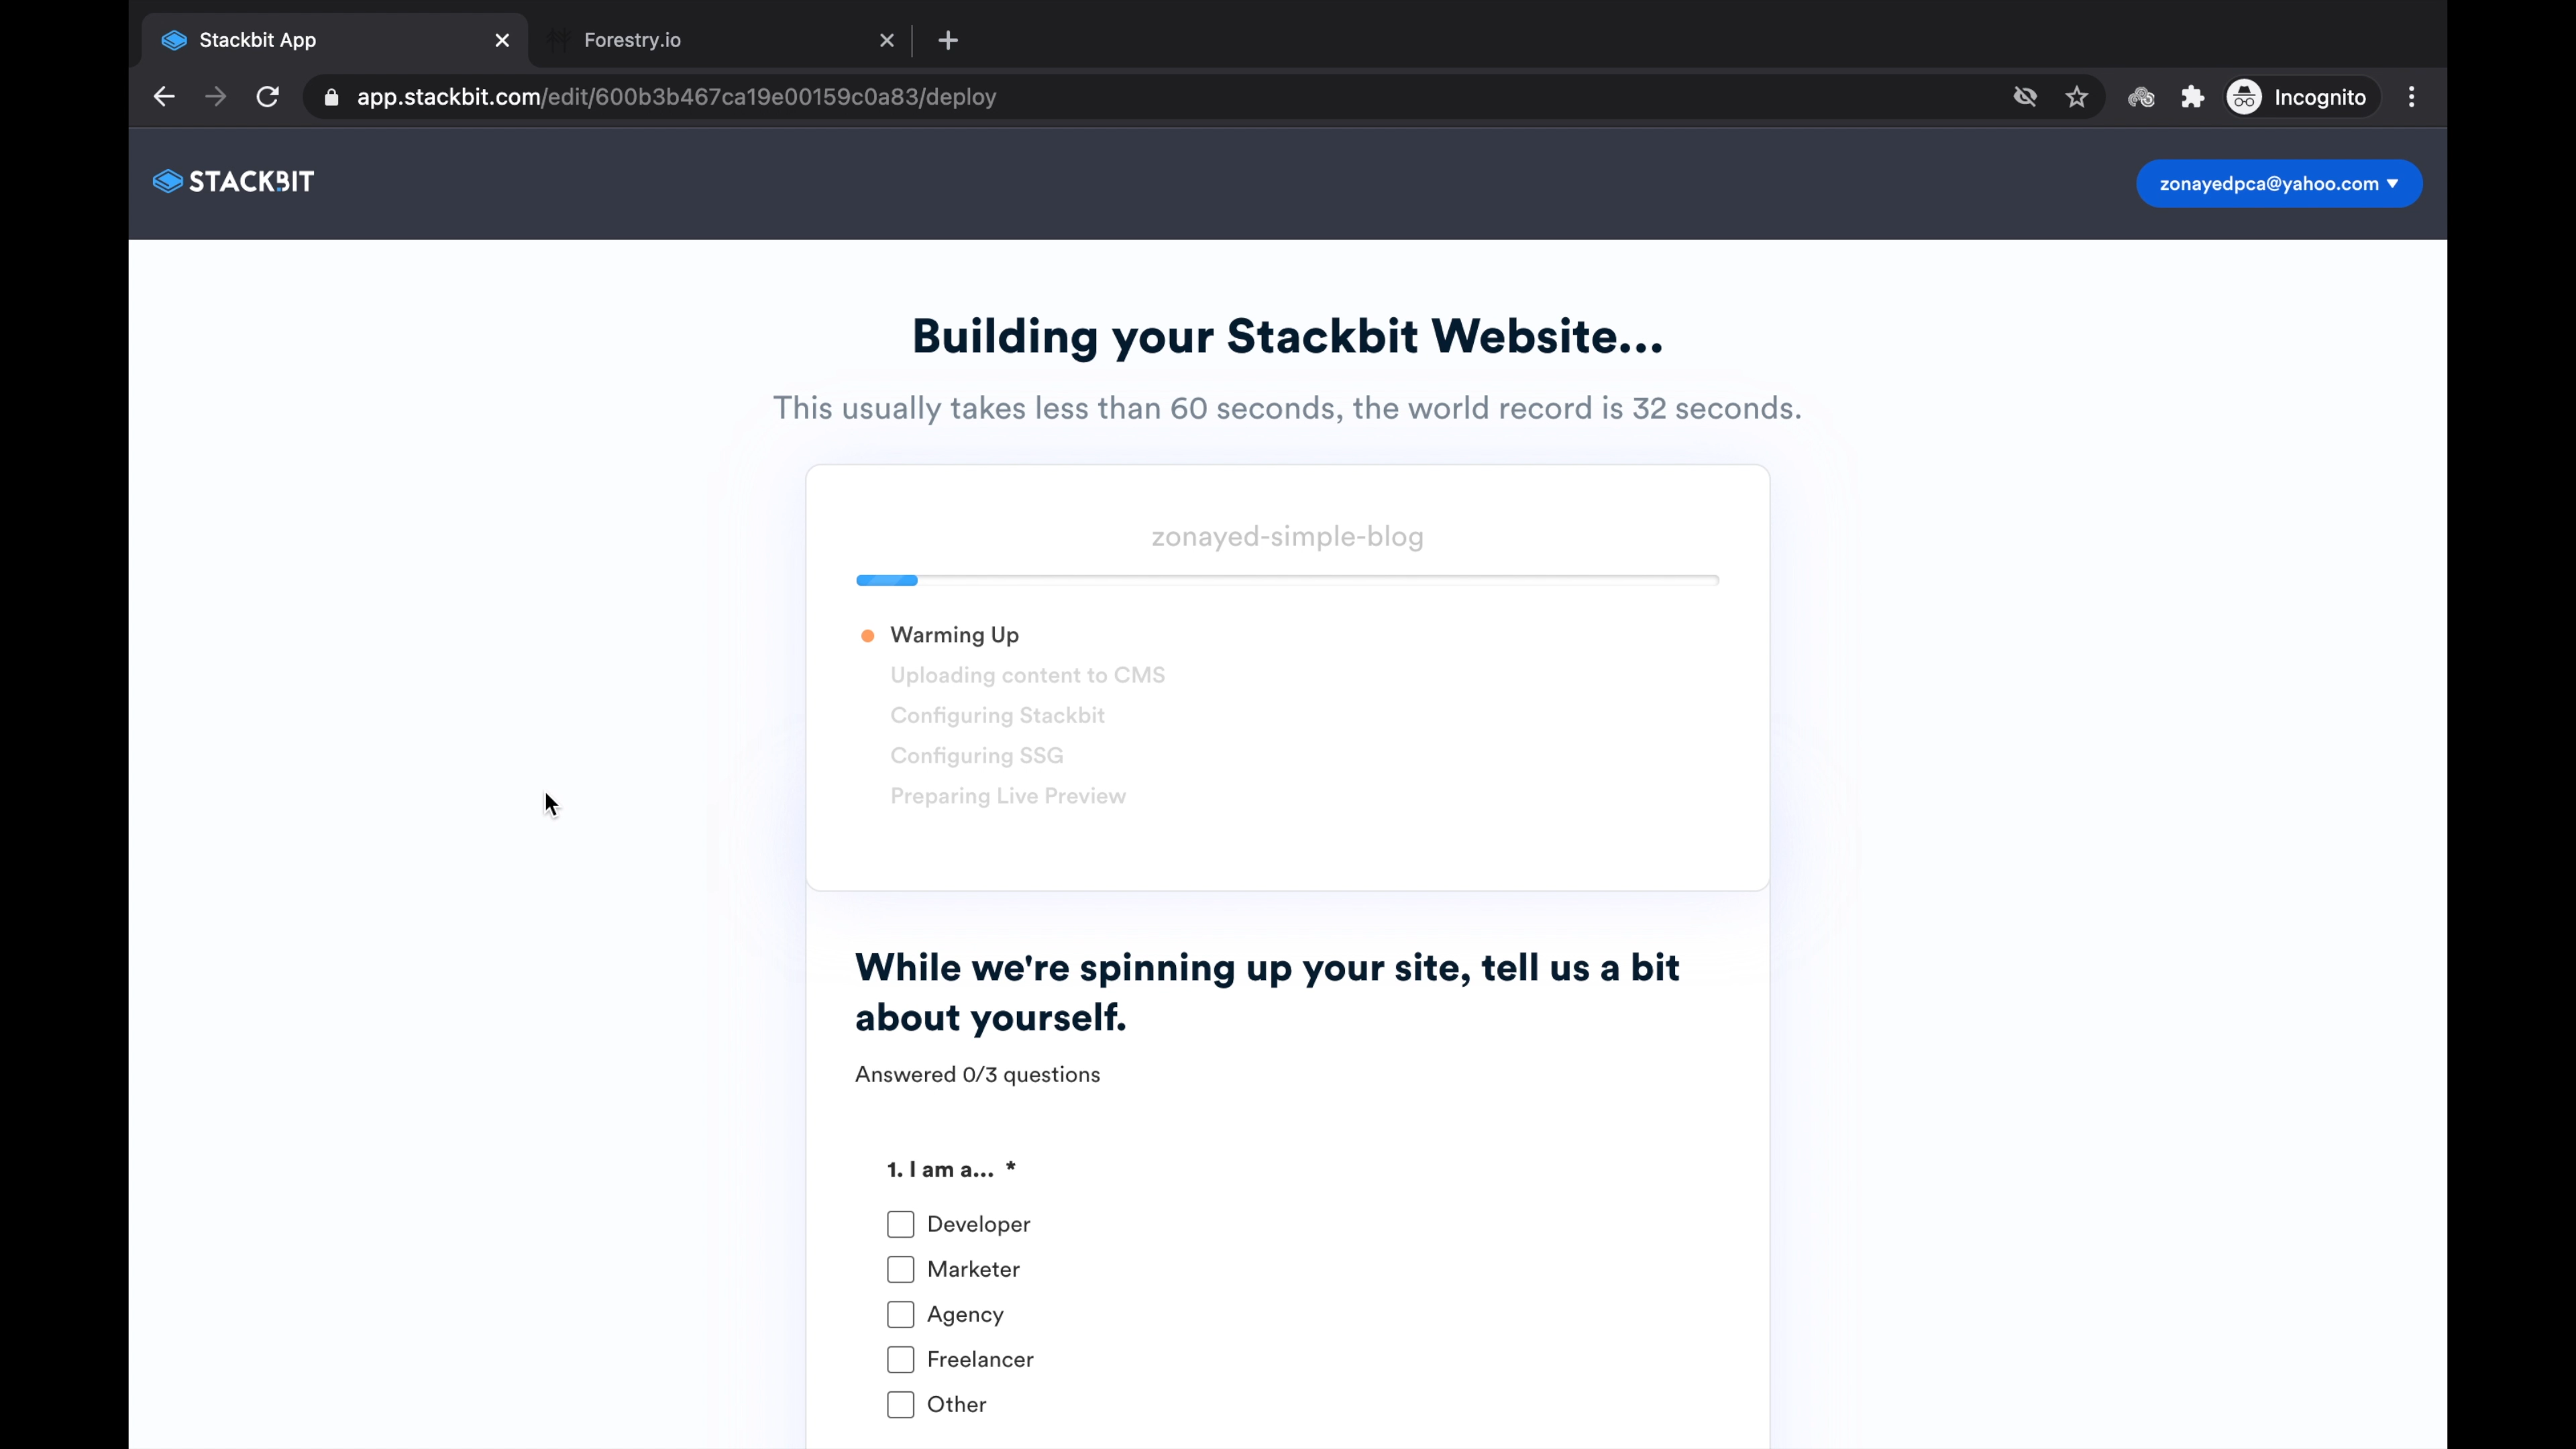 Stackbit App
Forestry.io
app.stackbit.com/edit/600b3b467ca19e00159c0a83/deploy
Incognito
STACKBIT
zonayedpca@yahoo.com
Building your Stackbit Website...
This usually takes less than 60 seconds, the world record is 32 seconds.
zonayed-simple-blog
Warming Up
Uploading content to CMS
Configuring Stackbit
Configuring SSG
Preparing Live Preview
While we're spinning up your site, tell us a bit
about yourself.
Answered 0/3 questions
1. I am a... *
Developer
Marketer
Agency
Freelancer
Other